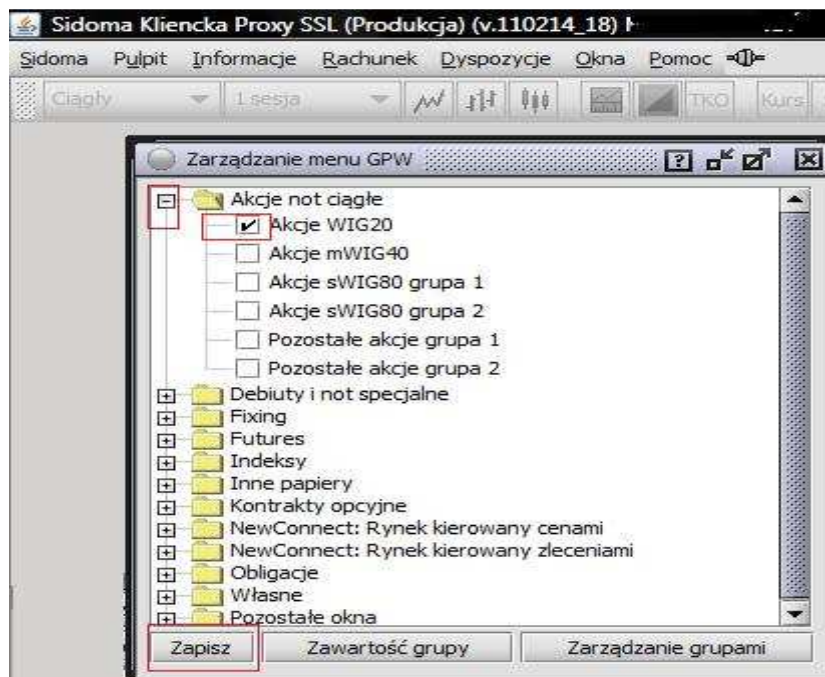 Sidoma Kliencka Proxy SSL (Produkcja) (v.110214_18)
Sidoma Pulpit Informacje Rachunek Dyspozycje Okna Pomoc
Ciągły 1 sesja TKO Kurs
Zarządzanie menu GPW
Akcje not ciągłe
Akcje WIG20
Akcje mWIG40
Akcje sWIG80 grupa 1
Akcje sWIG80 grupa 2
Pozostałe akcje grupa 1
Pozostałe akcje grupa 2
Debiuty i not specjalne
Fixing
Futures
Indeksy
Inne papiery
Kontrakty opcyjne
NewConnect: Rynek kierowany cenami
NewConnect: Rynek kierowany zleceniami
Obligacje
Własne
Pozostałe okna
Zapisz Zawartość grupy Zarządzanie grupami